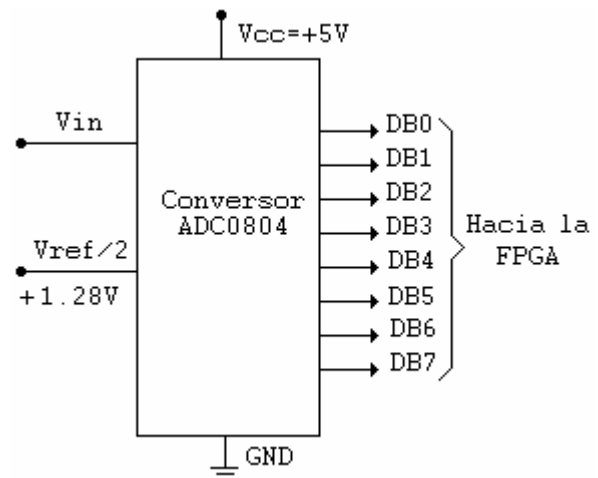 Vcc=+5V
Vin
DB0
DB1
DB2
Conversor
ADC0804
DB3
Hacia la
FPGA
Vref/2
+1.28V
DB4
DB5
DB6
DB7
GND